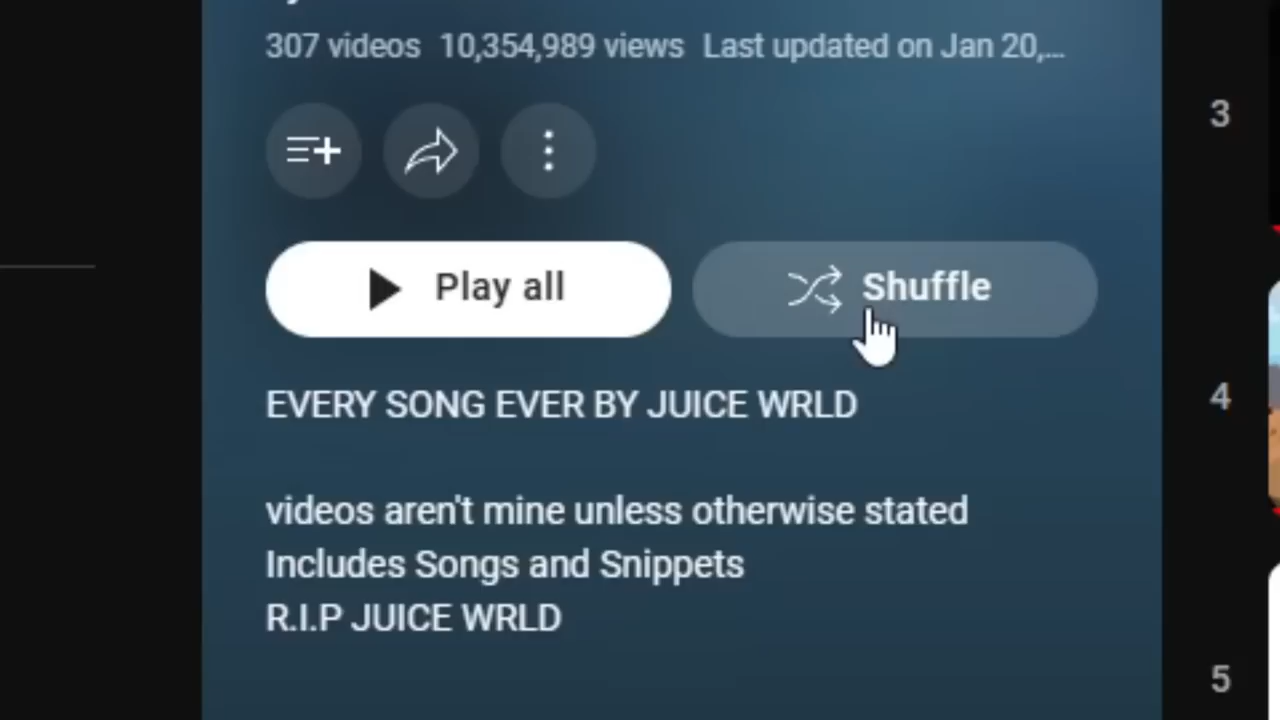 307 videos 10,354,989 views Last updated on Jan 20,...
3
Play all Shuffle
4
EVERY SONG EVER BY JUICE WRLD
videos aren't mine unless otherwise stated
Includes Songs and Snippets
R.I.P JUICE WRLD
5